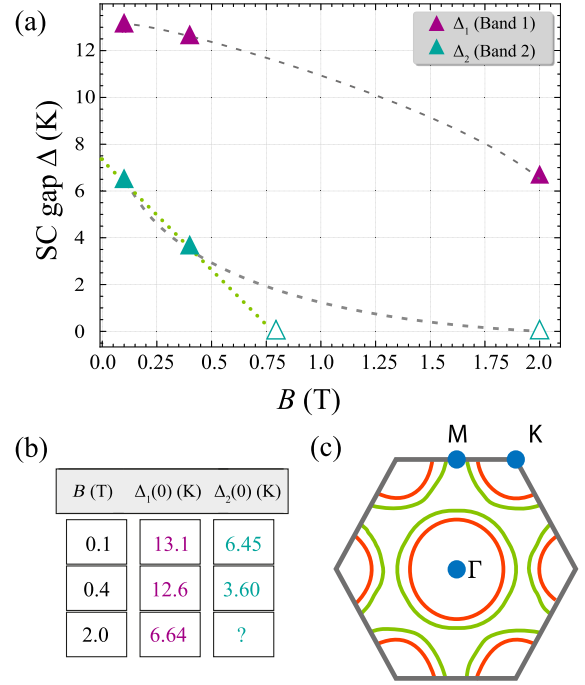 (a)
Δ₁ (Band 1)
Δ₂ (Band 2)
SC gap Δ (K)
12
10
8
6
4
2
0
0.0 0.25 0.50 0.75 1.0 1.25 1.50 1.75 2.0
B (T)
(b)
B (T) Δ₁(0) (K) Δ₂(0) (K)
0.1 13.1 6.45
0.4 12.6 3.60
2.0 6.64 ?
(c)
M K
Γ